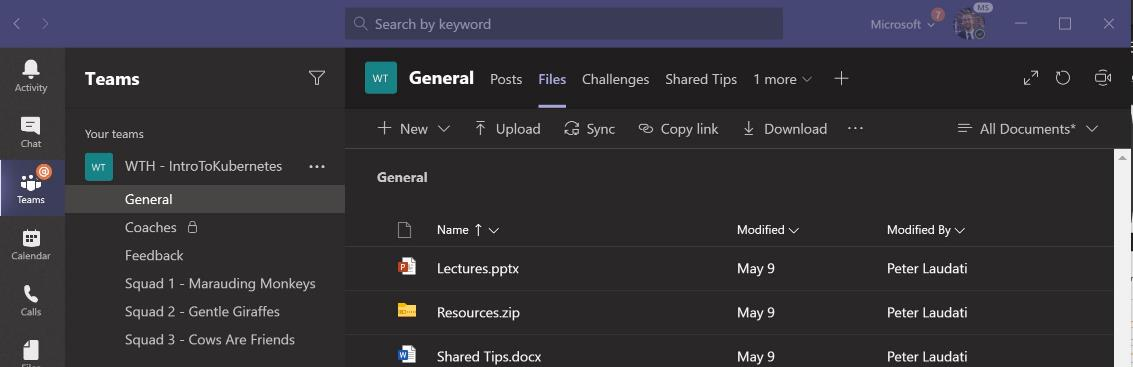 Search by keyword
Microsoft
7
MS
Activity
Chat
@
Teams
Calendar
Calls
Teams
Your teams
WT
WTH - IntroToKubernetes
General
Coaches
Feedback
Squad 1 - Marauding Monkeys
Squad 2 - Gentle Giraffes
Squad 3 - Cows Are Friends
WT
General Posts Files Challenges Shared Tips 1 more
New Upload Sync Copy link Download All Documents*
General
Name Modified Modified By
Lectures.pptx May 9 Peter Laudati
Resources.zip May 9 Peter Laudati
Shared Tips.docx May 9 Peter Laudati